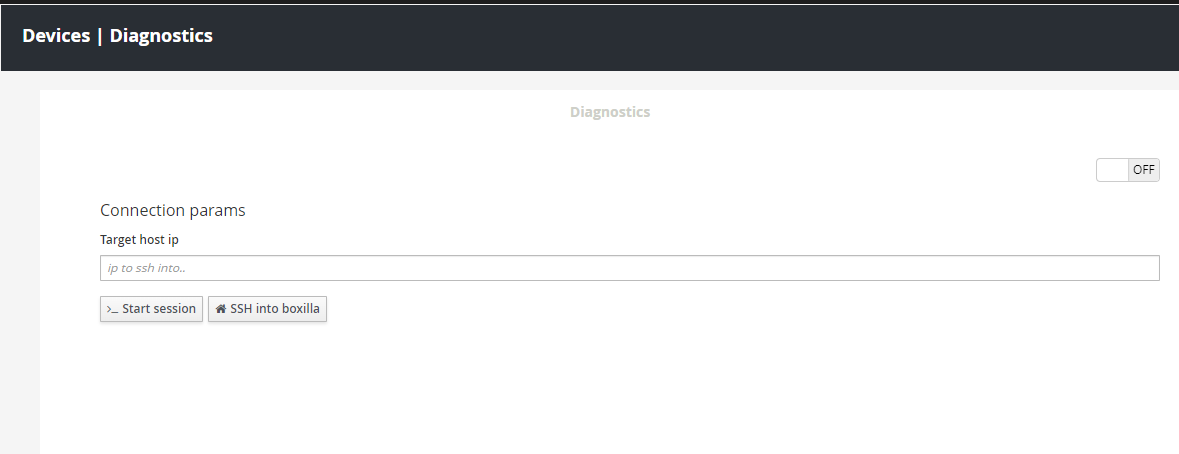 Devices | Diagnostics
Diagnostics
OFF
Connection params
Target host ip
ip to ssh into..
>_ Start session SSH into boxilla